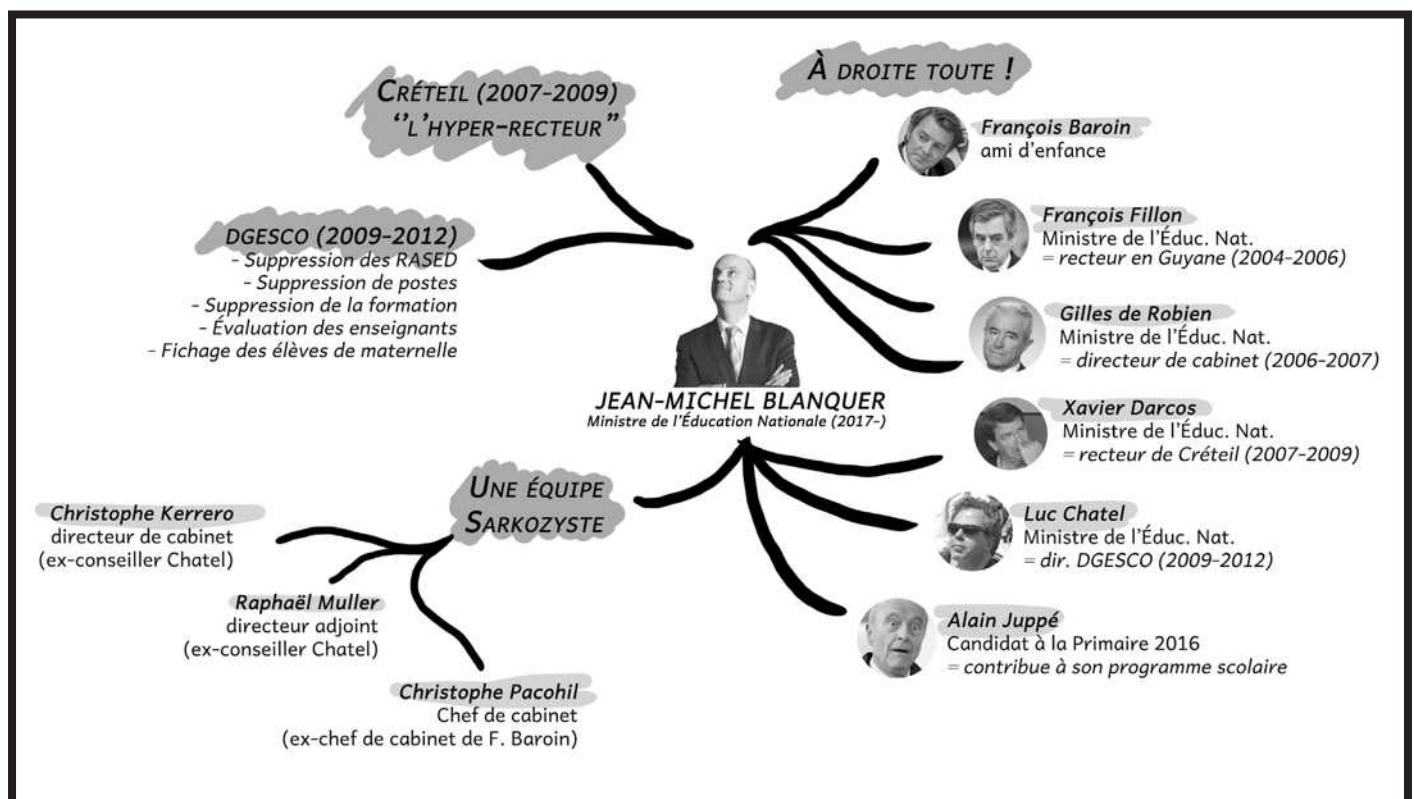 CRÉTEIL (2007-2009)
‘’L'HYPER-RECTEUR’’
DGESCO (2009-2012)
- Suppression des RASED
- Suppression de postes
- Suppression de la formation
- Évaluation des enseignants
- Fichage des élèves de maternelle
À DROITE TOUTE !
François Baroin
ami d'enfance
François Fillon
Ministre de l'Éduc. Nat.
= recteur en Guyane (2004-2006)
Gilles de Robien
Ministre de l'Éduc. Nat.
= directeur de cabinet (2006-2007)
Xavier Darcos
Ministre de l'Éduc. Nat.
= recteur de Créteil (2007-2009)
Luc Chatel
Ministre de l'Éduc. Nat.
= dir. DGESCO (2009-2012)
Alain Juppé
Candidat à la Primaire 2016
= contribue à son programme scolaire
JEAN-MICHEL BLANQUER
Ministre de l'Éducation Nationale (2017-)
UNE ÉQUIPE
SARKOZYSTE
Christophe Kerrero
directeur de cabinet
(ex-conseiller Chatel)
Raphaël Muller
directeur adjoint
(ex-conseiller Chatel)
Christophe Pacohil
Chef de cabinet
(ex-chef de cabinet de F. Baroin)